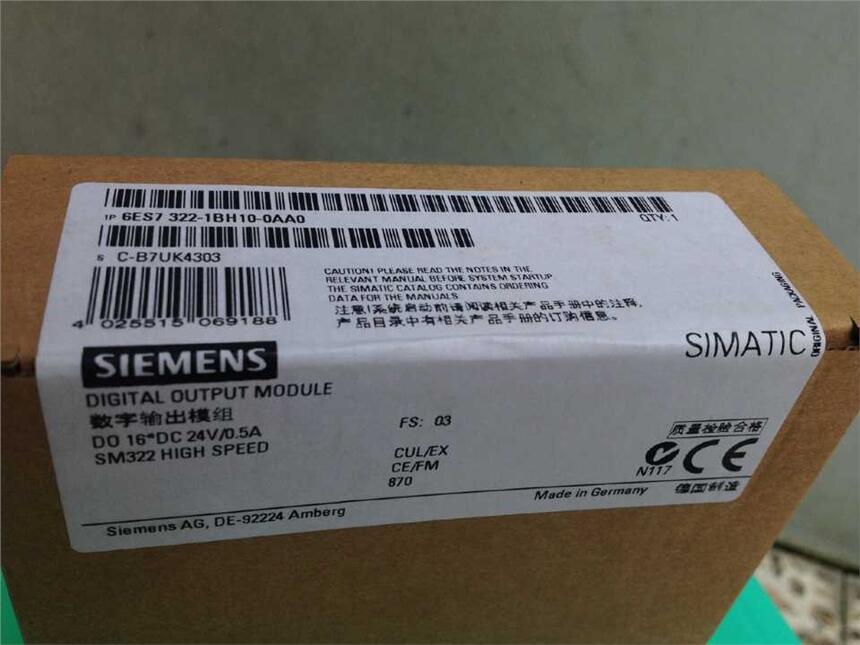 1P 6ES7 322-1BH10-0AA0
QTY:1
S C-B7UK4303
4 025515 069188
CAUTION! PLEASE READ THE NOTES IN THE
RELEVANT MANUAL BEFORE SYSTEM STARTUP.
THE SIMATIC CATALOG CONTAINS ORDERING
DATA FOR THE MANUALS
注意!系统启动前请阅读相关产品手册中的注释,
产品目录中有相关产品手册的订购信息。
ORIGINAL PACKAGING
SIMATIC
SIEMENS
DIGITAL OUTPUT MODULE
数字输出模组
DO 16*DC 24V/0.5A
SM322 HIGH SPEED
FS: 03
CUL/EX
CE/FM
870
质量检验合格
N117
CE
Made in Germany
德国制造
Siemens AG, DE-92224 Amberg